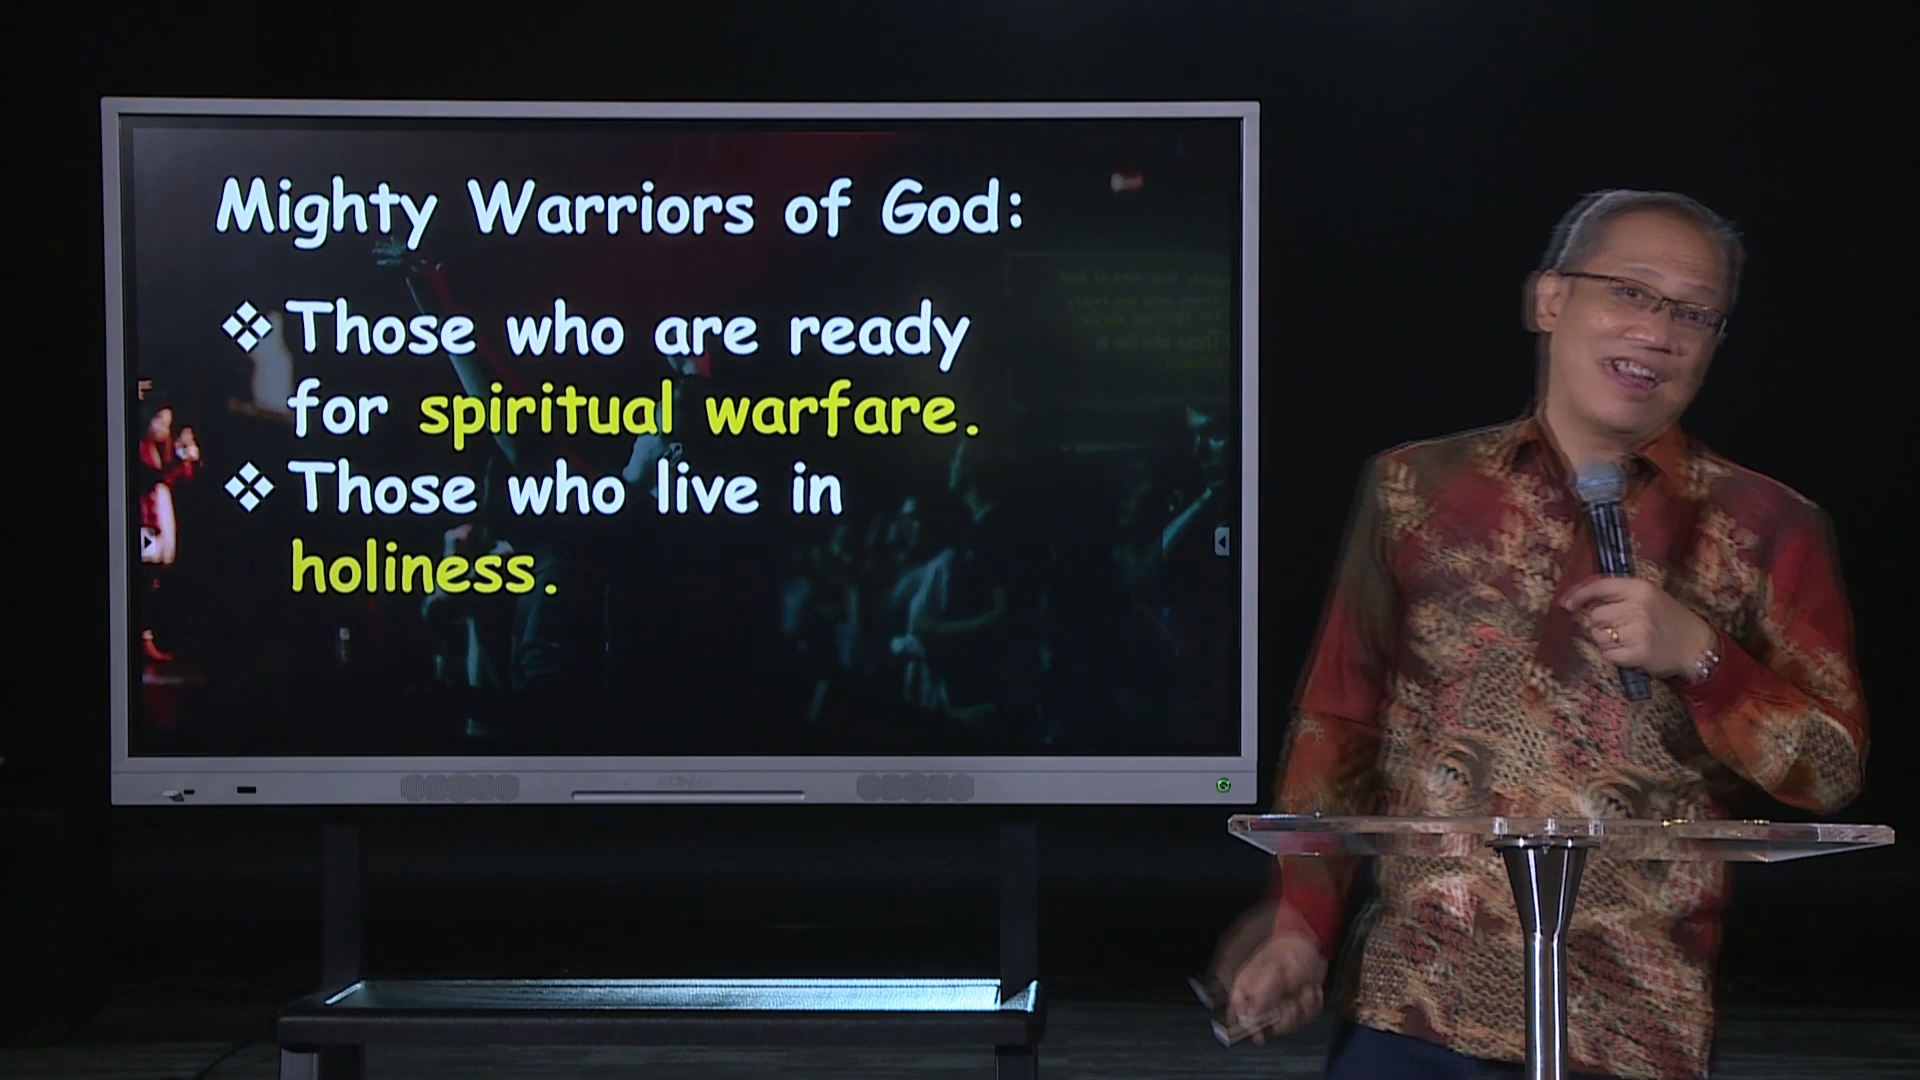 Mighty Warriors of God:
❖ Those who are ready
for spiritual warfare.
❖ Those who live in
holiness.